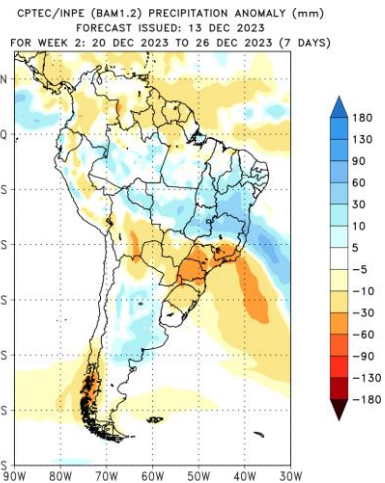 CPTEC/INPE (BAM1.2) PRECIPITATION ANOMALY (mm)
FORECAST ISSUED: 13 DEC 2023
FOR WEEK 2: 20 DEC 2023 TO 26 DEC 2023 (7 DAYS)
N
Q
S
S
S
S
S
S
90W 80W 70W 60W 50W 40W 30W
180
130
90
60
30
10
5
−5
−10
−30
−60
−90
−130
−180